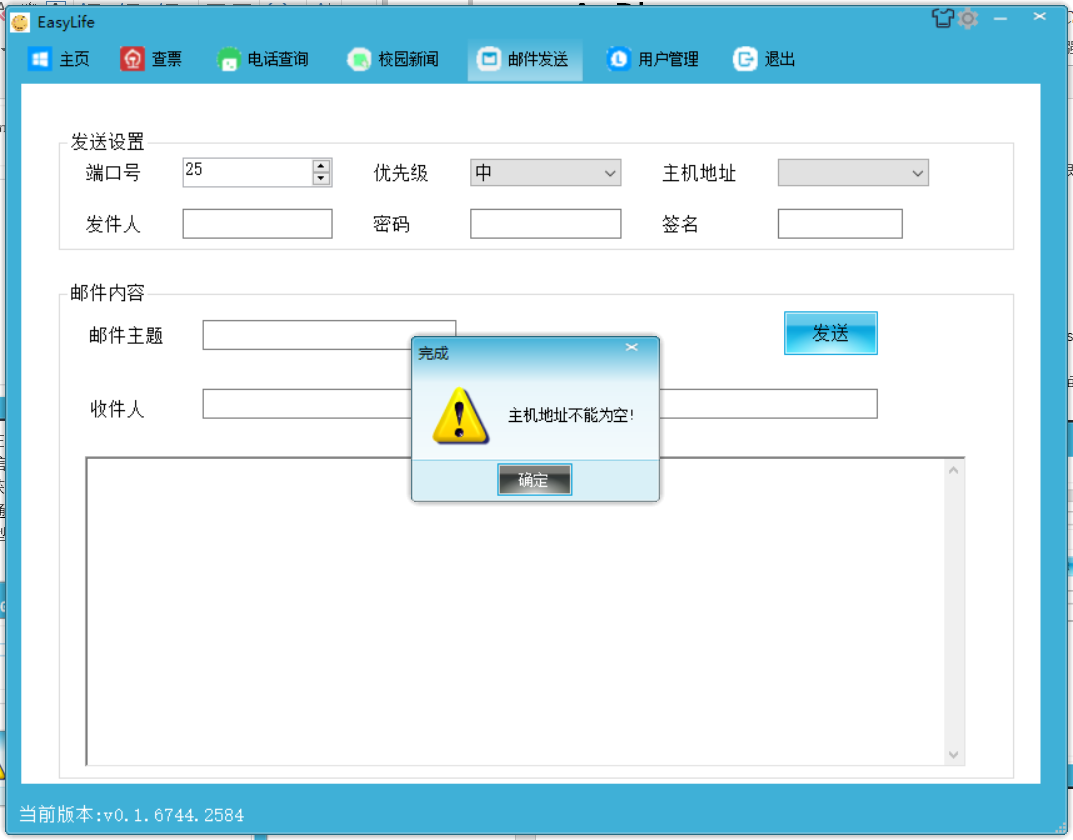 EasyLife
主页 查票 电话查询 校园新闻 邮件发送 用户管理 退出
发送设置
端口号 25 优先级 中 主机地址
发件人 密码 签名
邮件内容
邮件主题 发送
完成
收件人
主机地址不能为空!
确定
当前版本:v0.1.6744.2584